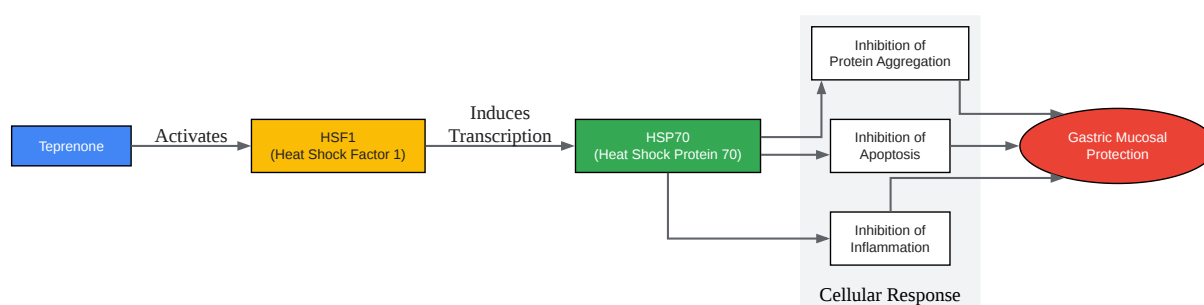 Teprenone
Activates
HSF1
(Heat Shock Factor 1)
Induces
Transcription
HSP70
(Heat Shock Protein 70)
Inhibition of
Protein Aggregation
Inhibition of
Apoptosis
Inhibition of
Inflammation
Cellular Response
Gastric Mucosal
Protection